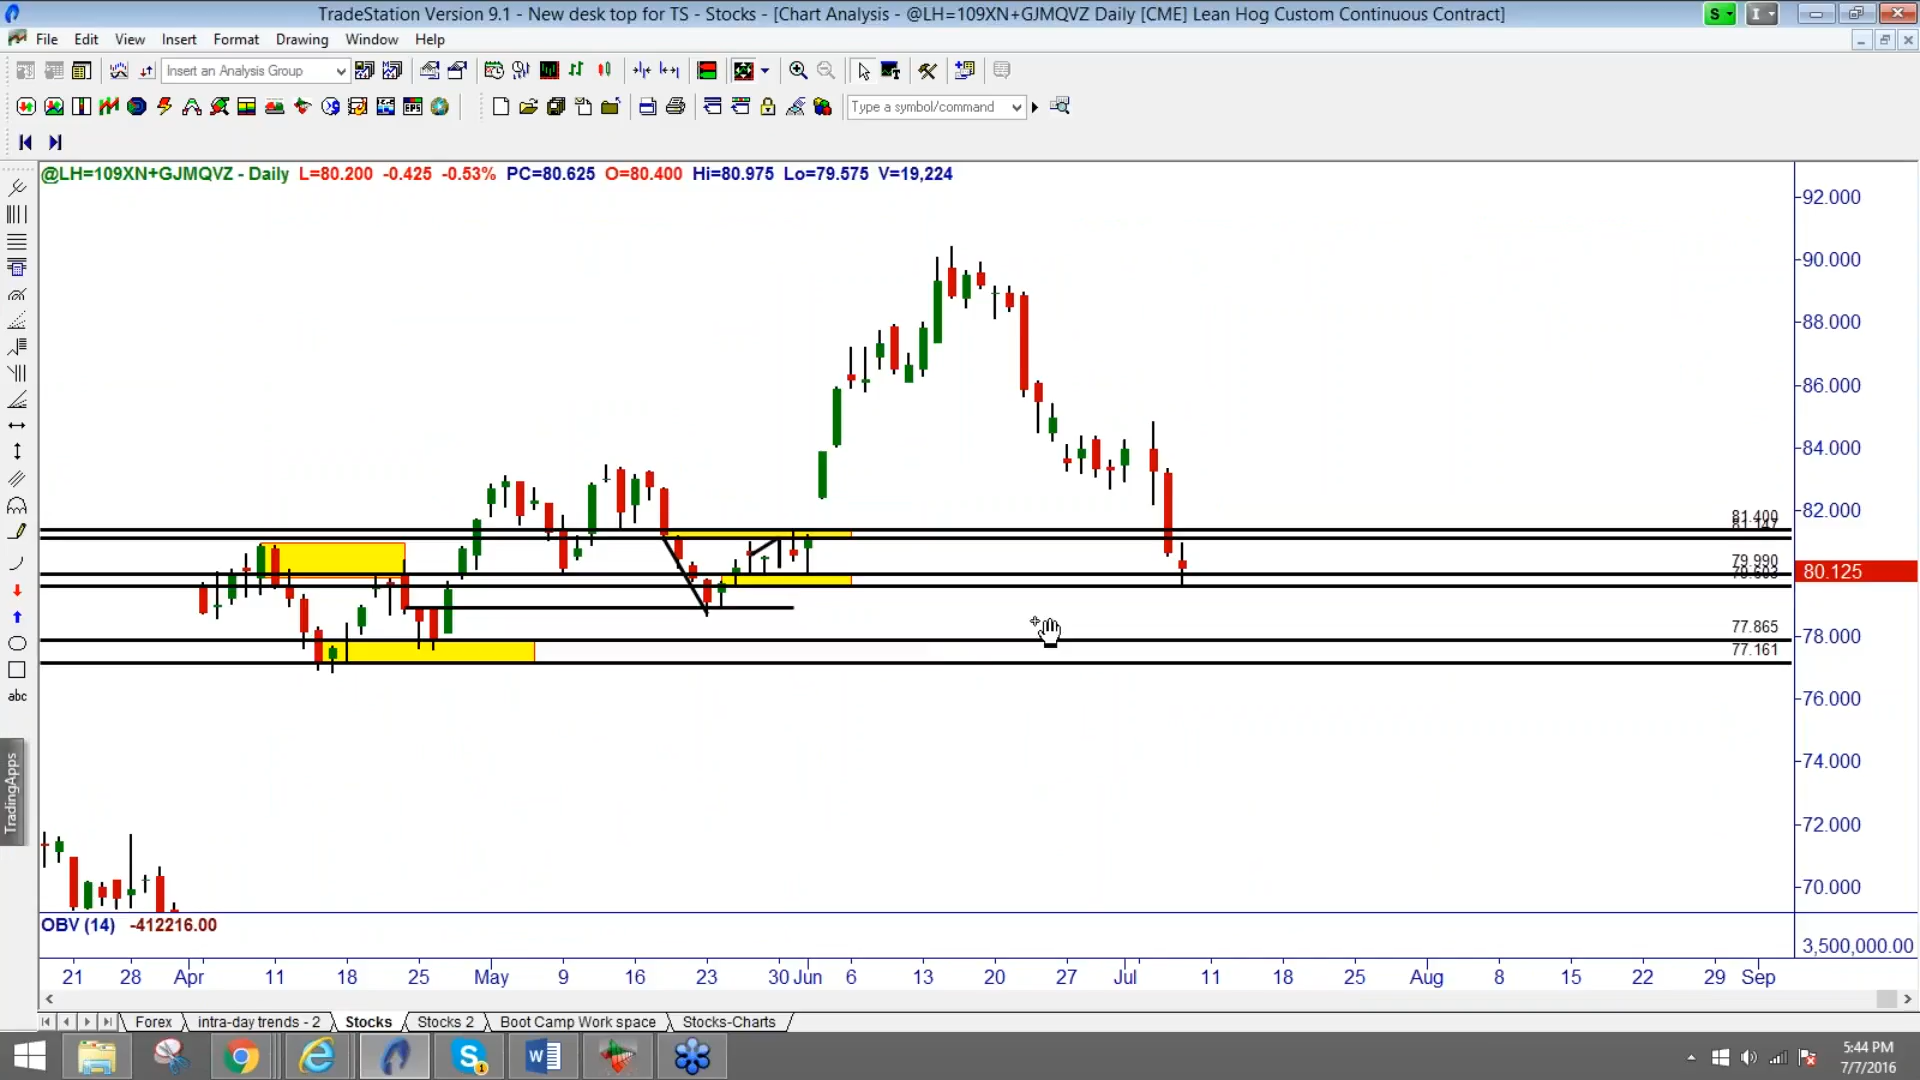 TradeStation Version 9.1 - New desk top for TS - Stocks - [Chart Analysis - @LH=109XN+GJMQVZ Daily [CME] Lean Hog Custom Continuous Contract]
S
I
File Edit View Insert Format Drawing Window Help
Insert an Analysis Group
EPS
Type a symbol/command
@LH=109XN+GJMQVZ - Daily L=80.200 -0.425 -0.53% PC=80.625 O=80.400 Hi=80.975 Lo=79.575 V=19,224
92.000
90.000
88.000
86.000
84.000
82.000
81.400
81.147
79.990
80.125
79.603
77.865
78.000
77.161
abc
76.000
74.000
TradingApps
72.000
70.000
OBV (14) -412216.00
3,500,000.00
21 28 Apr 11 18 25 May 9 16 23 30 Jun 6 13 20 27 Jul 11 18 25 Aug 8 15 22 29 Sep
Forex intra-day trends - 2 Stocks Stocks 2 Boot Camp Work space Stocks-Charts
5:44 PM
7/7/2016